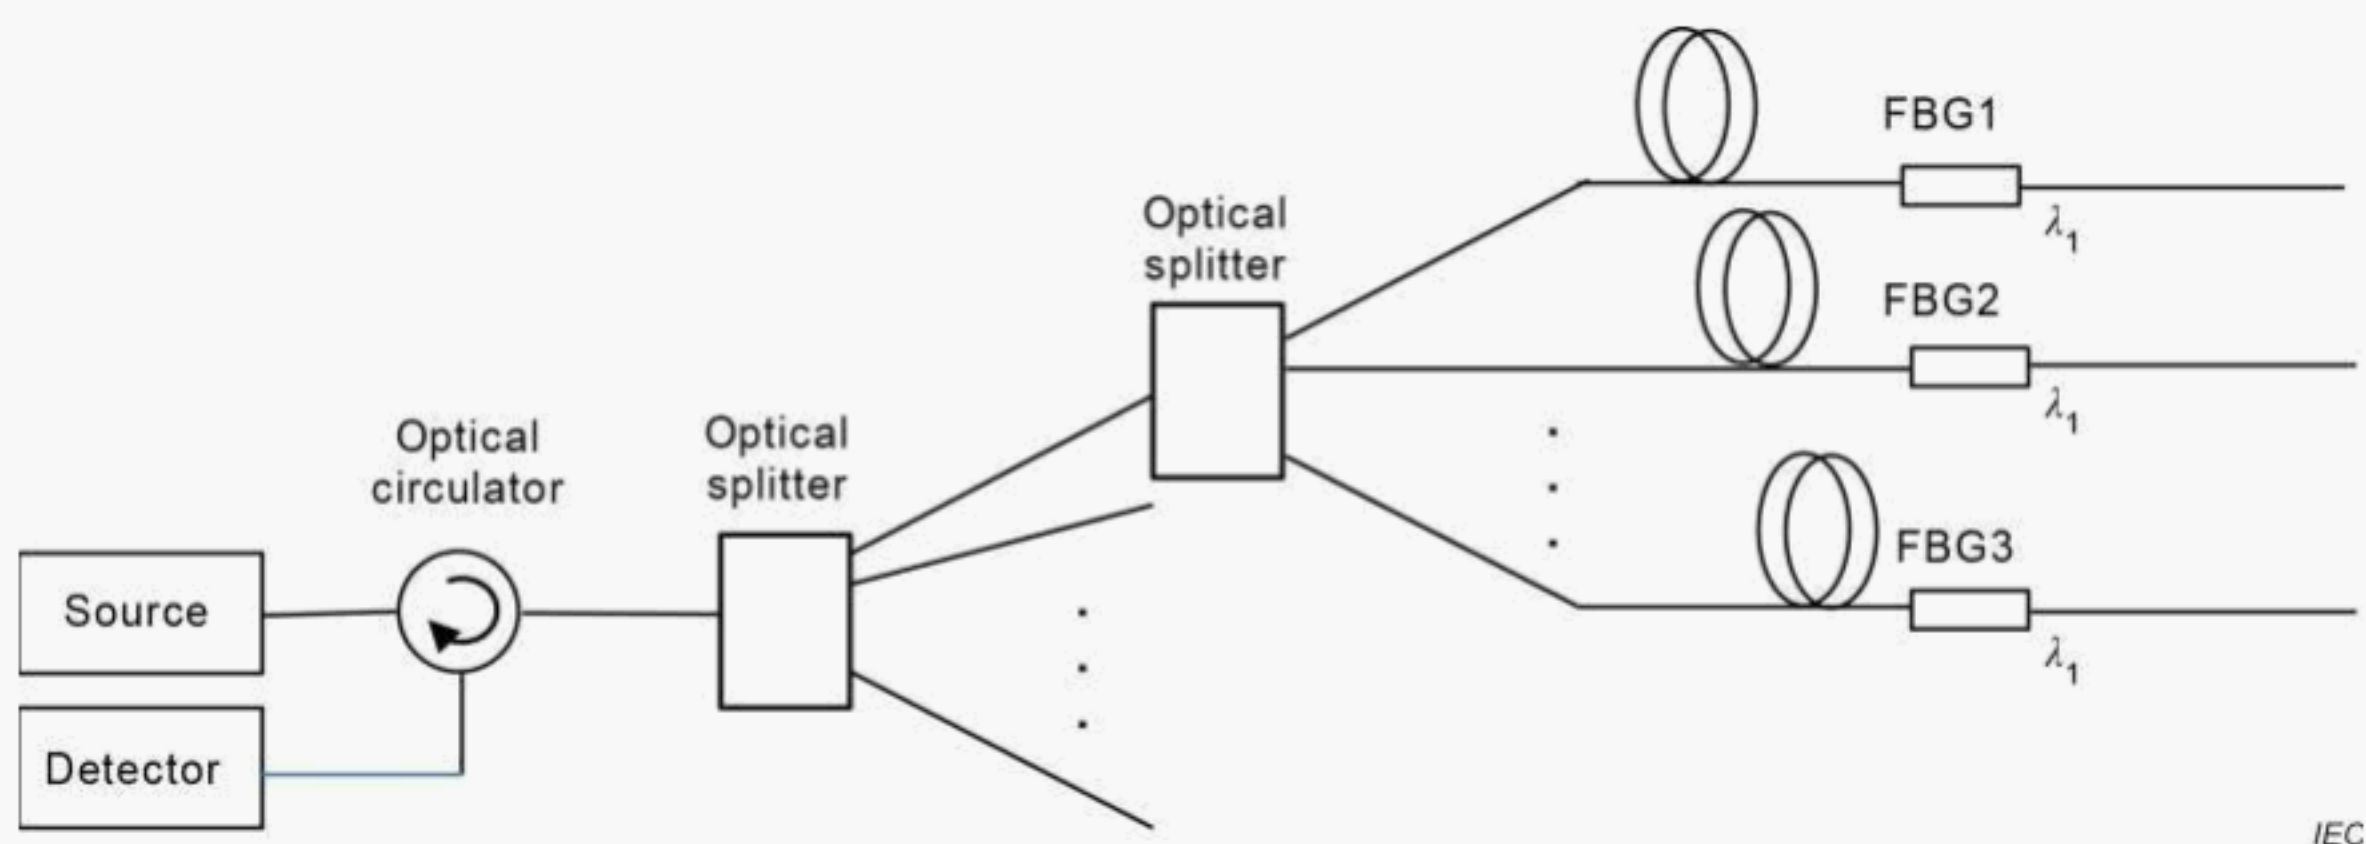 FBG1
λ1
Optical
splitter
FBG2
λ1
Optical
circulator
Optical
splitter
FBG3
λ1
Source
Detector
IEC